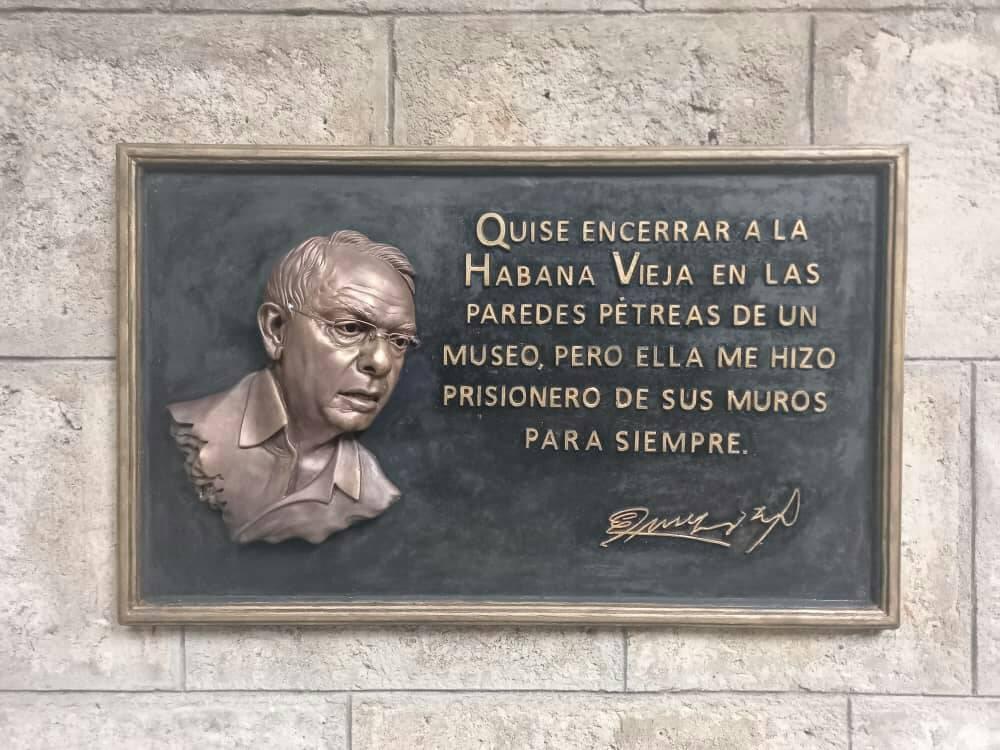 QUISE ENCERRAR A LA
HABANA VIEJA EN LAS
PAREDES PÉTREAS DE UN
MUSEO, PERO ELLA ME HIZO
PRISIONERO DE SUS MUROS
PARA SIEMPRE.